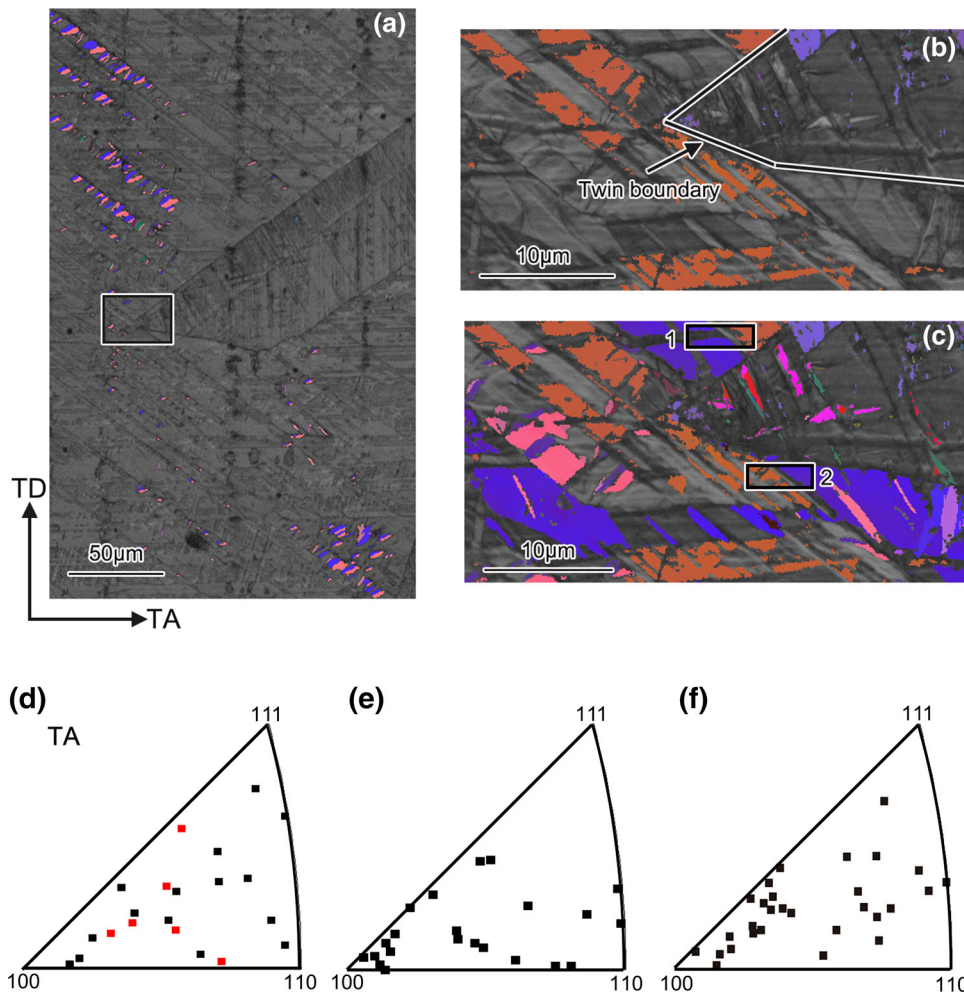 (a)
TD
50µm
TA
(b)
Twin boundary
10µm
1
(c)
2
10µm
(d)
TA
111
100
110
(e)
111
100
110
(f)
111
100
110